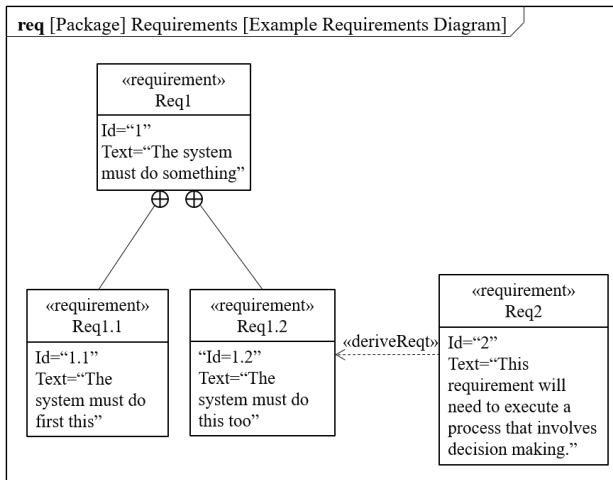 req [Package] Requirements [Example Requirements Diagram]
«requirement»
Req1
Id=“1”
Text=“The system
must do something”
«requirement»
Req1.1
Id=“1.1”
Text=“The
system must do
first this”
«requirement»
Req1.2
“Id=1.2”
Text=“The
system must do
this too”
«deriveReqt»
«requirement»
Req2
Id=“2”
Text=“This
requirement will
need to execute a
process that involves
decision making.”